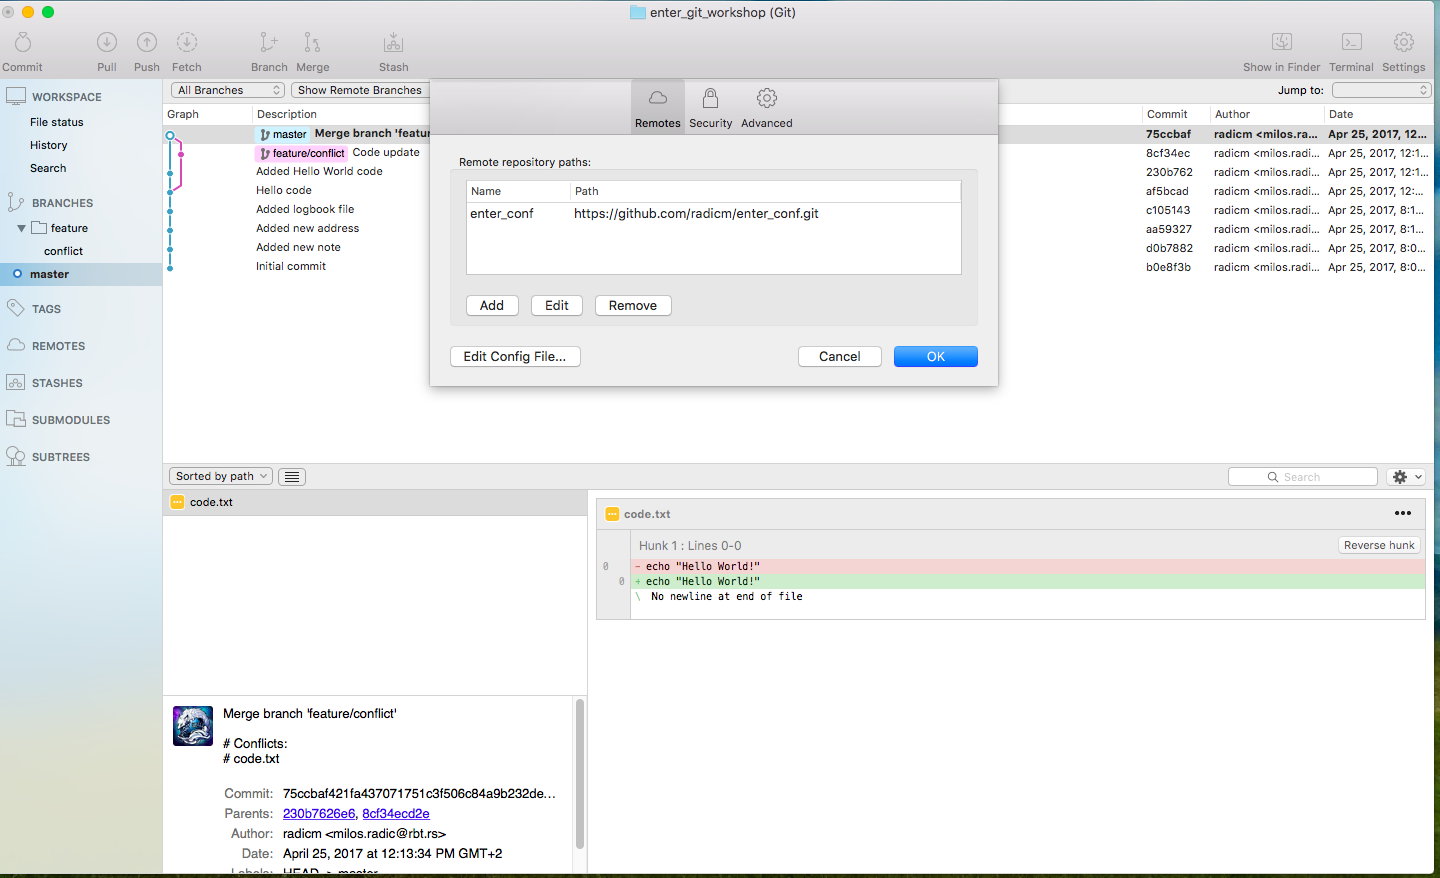 enter_git_workshop (Git)
Commit Pull Push Fetch Branch Merge Stash Show in Finder Terminal Settings
WORKSPACE
File status
History
Search
BRANCHES
feature
conflict
master
TAGS
REMOTES
STASHES
SUBMODULES
SUBTREES
All Branches Show Remote Branches Jump to:
Graph Description Commit Author Date
master Merge branch 'featur 75ccbaf radicm <milos.ra... Apr 25, 2017, 12...
feature/conflict Code update 8cf34ec radicm <milos.radi... Apr 25, 2017, 12:1...
Added Hello World code 230b762 radicm <milos.radi... Apr 25, 2017, 12:1...
Hello code af5bcad radicm <milos.radi... Apr 25, 2017, 12:...
Added logbook file c105143 radicm <milos.radi... Apr 25, 2017, 8:1...
Added new address aa59327 radicm <milos.radi... Apr 25, 2017, 8:1...
Added new note d0b7882 radicm <milos.radi... Apr 25, 2017, 8:0...
Initial commit b0e8f3b radicm <milos.radi... Apr 25, 2017, 8:0...
Remotes Security Advanced
Remote repository paths:
Name Path
enter_conf https://github.com/radicm/enter_conf.git
Add Edit Remove
Edit Config File... Cancel OK
Sorted by path Search
code.txt
code.txt •••
Hunk 1 : Lines 0-0 Reverse hunk
0 - echo "Hello World!"
0 + echo "Hello World!"
\ No newline at end of file
Merge branch 'feature/conflict'
# Conflicts:
# code.txt
Commit: 75ccbaf421fa437071751c3f506c84a9b232de...
Parents: 230b7626e6, 8cf34ecd2e
Author: radicm <milos.radic@rbt.rs>
Date: April 25, 2017 at 12:13:34 PM GMT+2
Labels: HEAD -> master